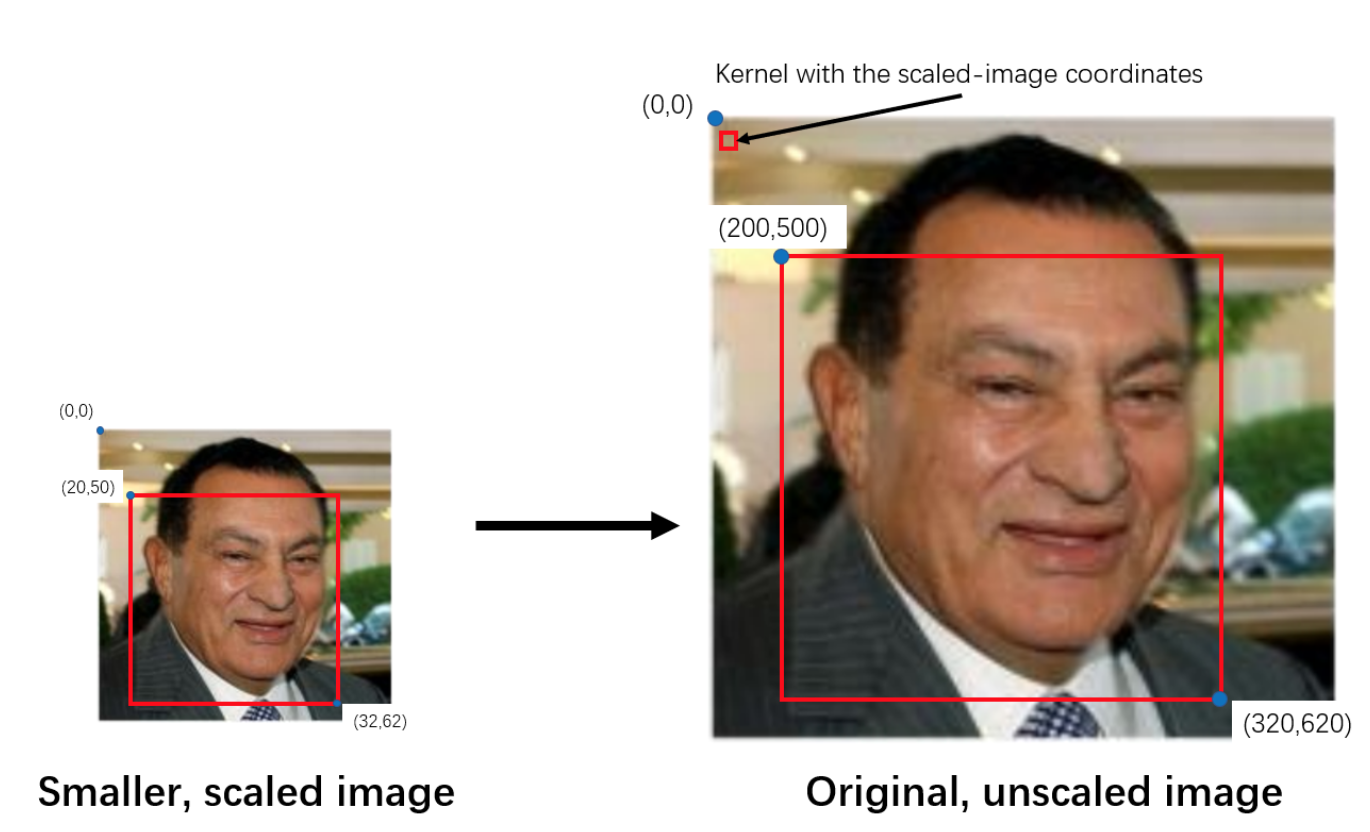 Kernel with the scaled-image coordinates
(0,0)
(200,500)
(0,0)
(20,50)
(32,62)
(320,620)
Smaller, scaled image
Original, unscaled image